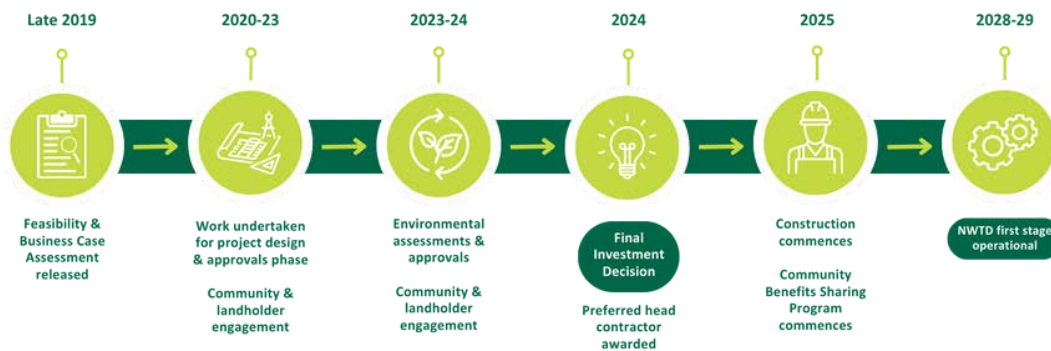 Late 2019
2020-23
2023-24
2024
2025
2028-29
Feasibility &
Business Case
Assessment
released
Work undertaken
for project design
& approvals phase
Community &
landholder
engagement
Environmental
assessments &
approvals
Community &
landholder
engagement
Final
Investment
Decision
Preferred head
contractor
awarded
Construction
commences
Community
Benefits Sharing
Program
commences
NWTD first stage
operational